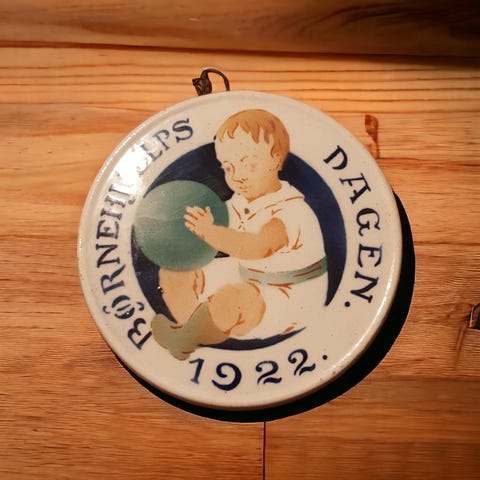 BØRNEHJÆLPS
DAGEN.
1922.